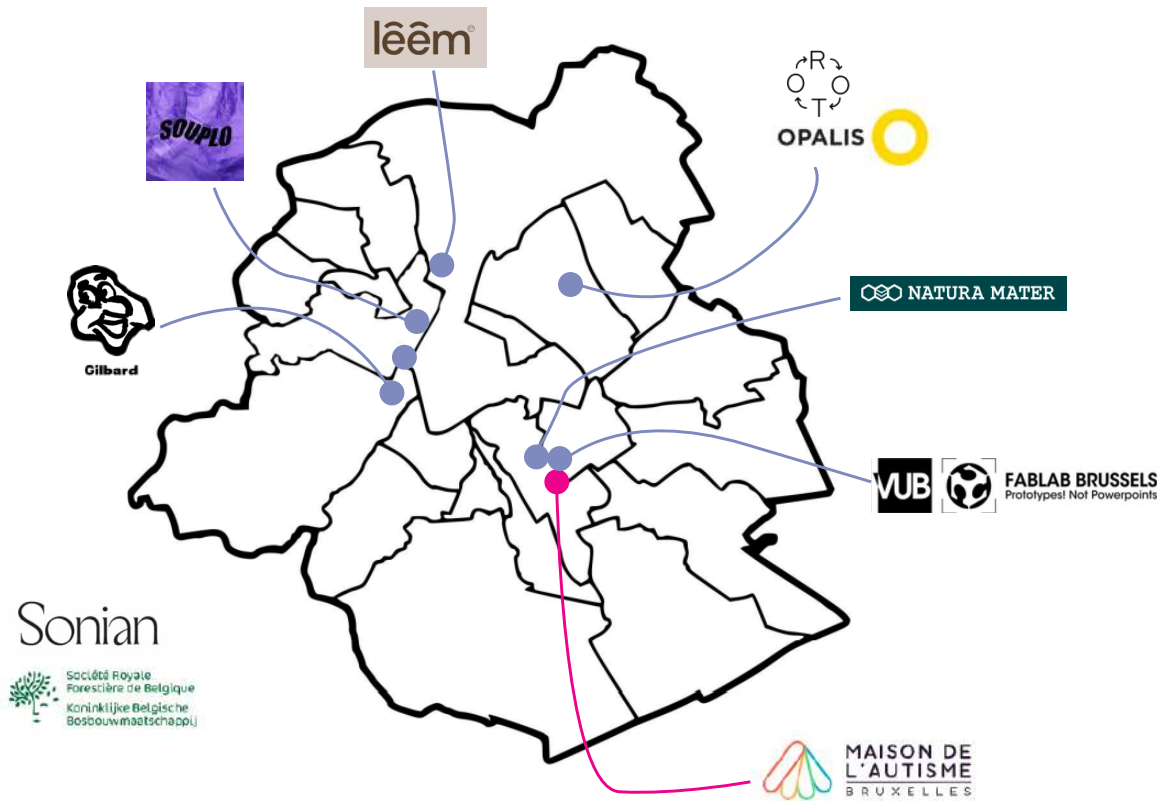 lêêm©
R
O O
T
OPALIS
SOUPLO
NATURA MATER
Gilbard
VUB
FABLAB BRUSSELS
Prototypes! Not Powerpoints
Sonian
Société Royale
Forestière de Belgique
Koninklijke Belgische
Bosbouwmaatschappij
MAISON DE
L'AUTISME
BRUXELLES